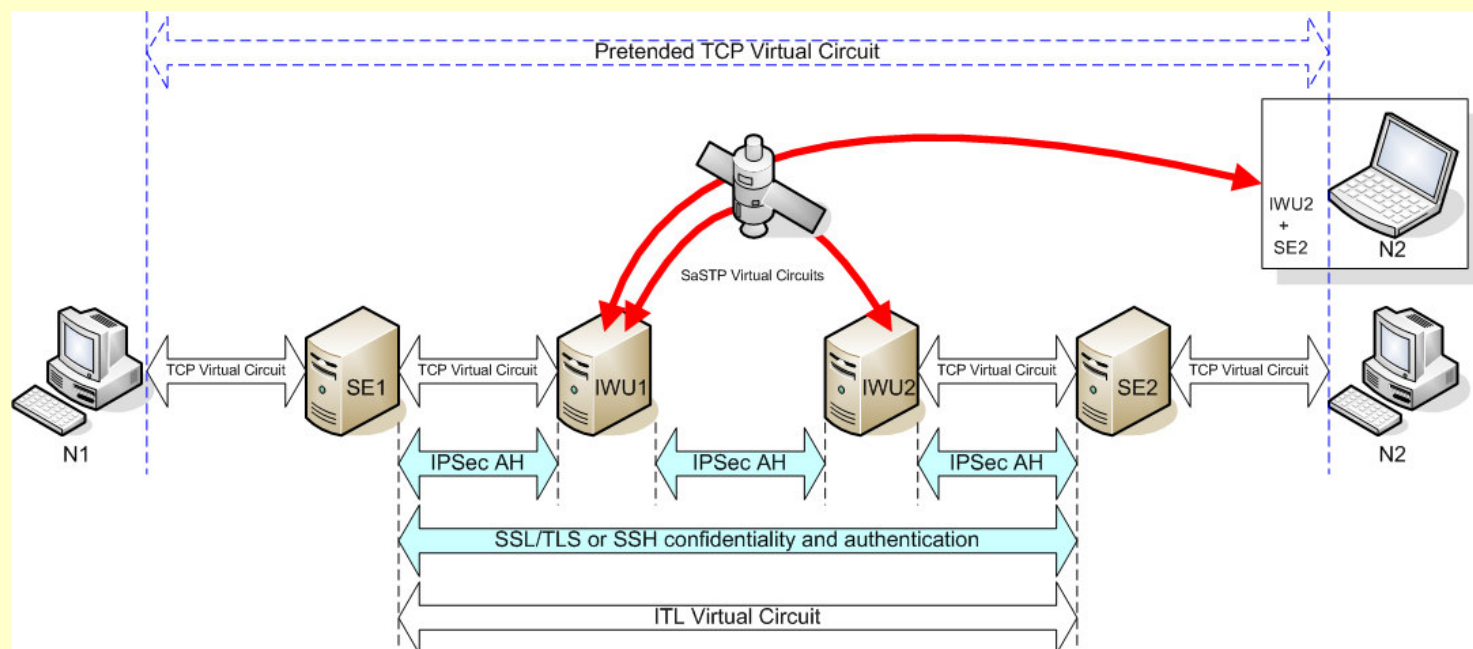 Pretended TCP Virtual Circuit
IWU2
+
SE2
N2
SaSTP Virtual Circuits
TCP Virtual Circuit
SE1
TCP Virtual Circuit
IWU1
IWU2
TCP Virtual Circuit
SE2
TCP Virtual Circuit
N1
N2
IPSec AH
IPSec AH
IPSec AH
SSL/TLS or SSH confidentiality and authentication
ITL Virtual Circuit